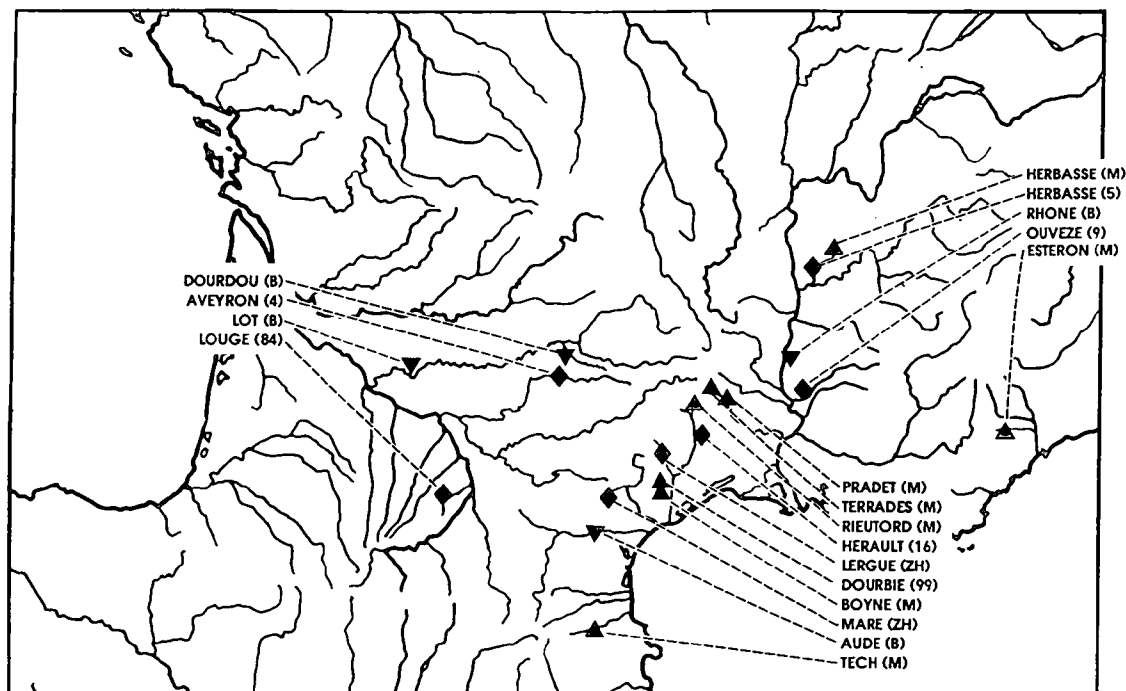 HERBASSE (M)
HERBASSE (5)
RHONE (B)
OUVEZE (9)
ESTERON (M)
DOURDOU (B)
AVEYRON (4)
LOT (B)
LOUGE (84)
PRADET (M)
TERRADES (M)
RIEUTORD (M)
HERAULT (16)
LERGUE (ZH)
DOURBIE (99)
BOYNE (M)
MARE (ZH)
AUDE (B)
TECH (M)